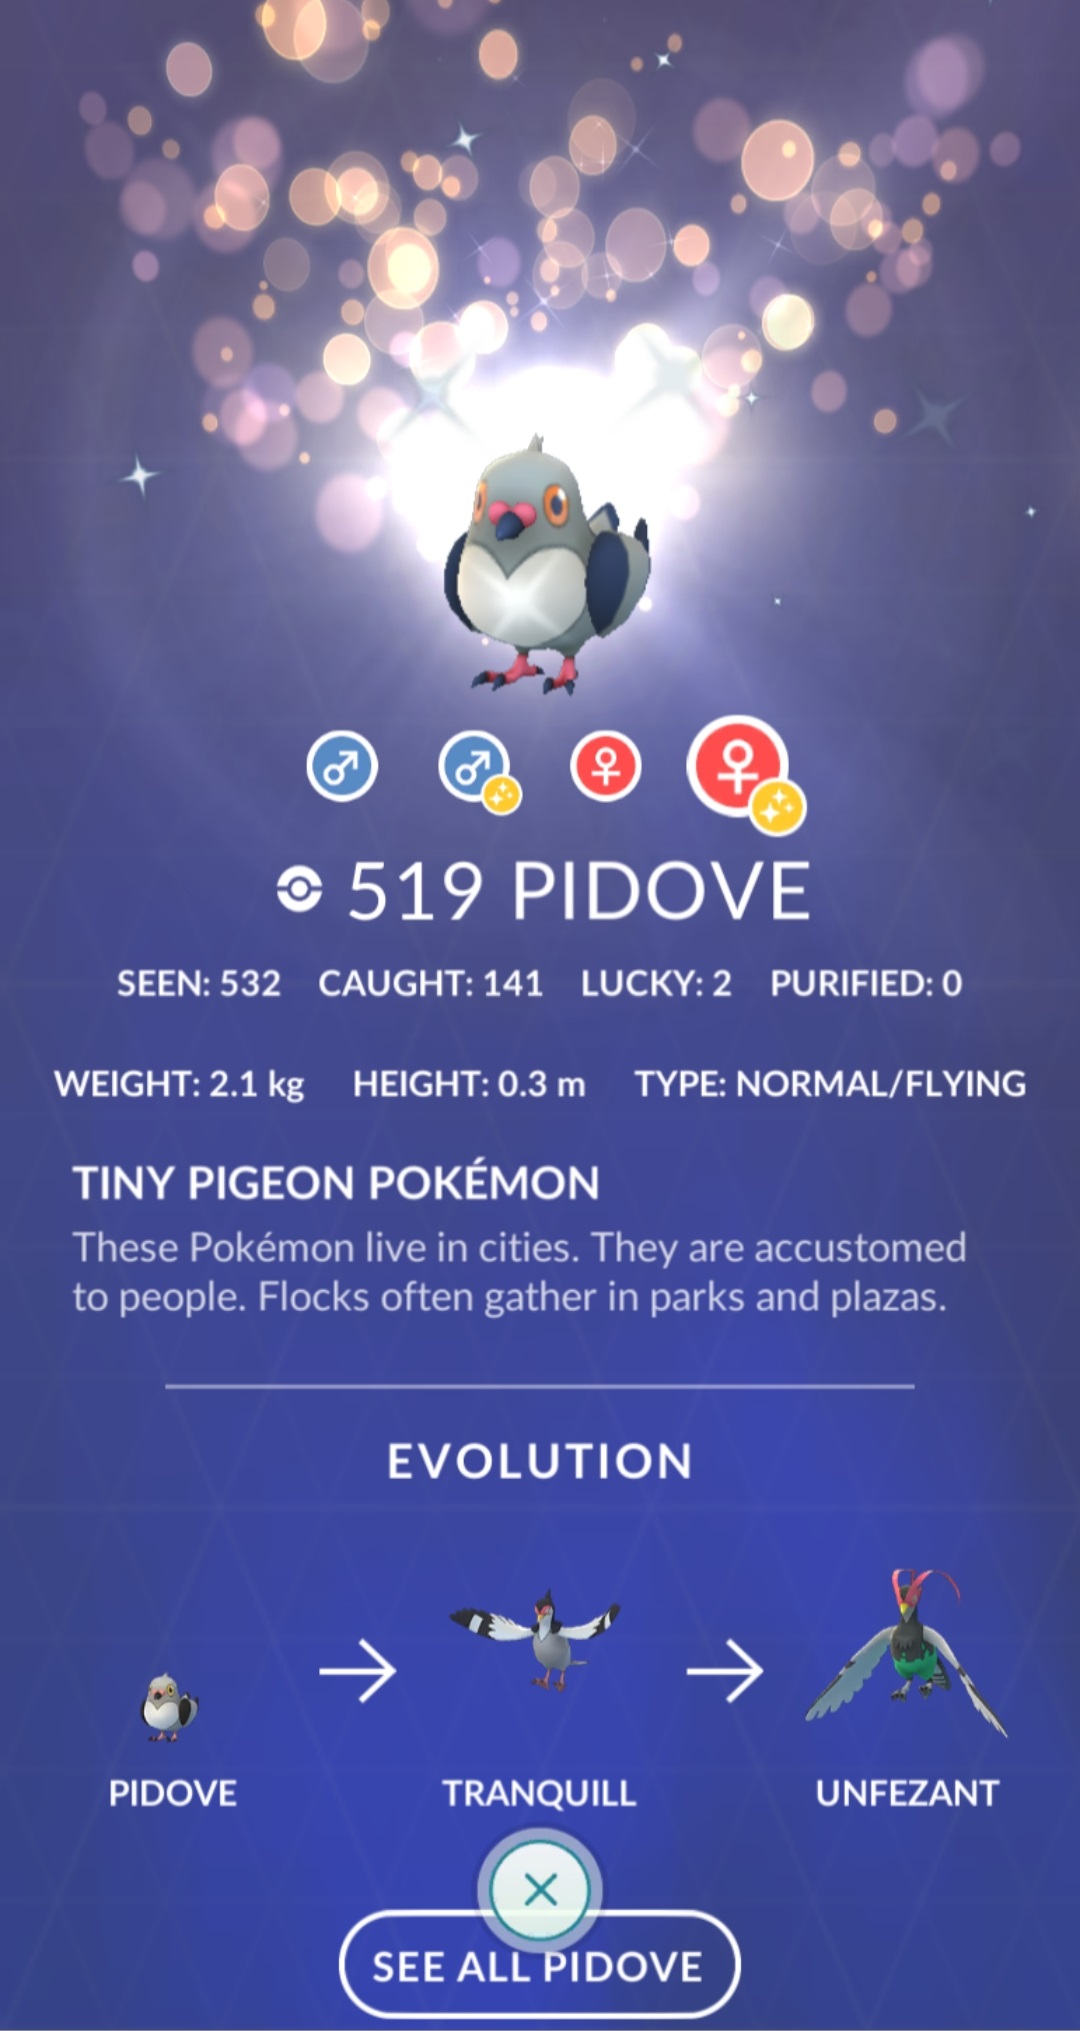 519 PIDOVE
SEEN: 532 CAUGHT: 141 LUCKY: 2 PURIFIED: 0
WEIGHT: 2.1 kg HEIGHT: 0.3 m TYPE: NORMAL/FLYING
TINY PIGEON POKÉMON
These Pokémon live in cities. They are accustomed
to people. Flocks often gather in parks and plazas.
EVOLUTION
PIDOVE TRANQUILL UNFEZANT
SEE ALL PIDOVE